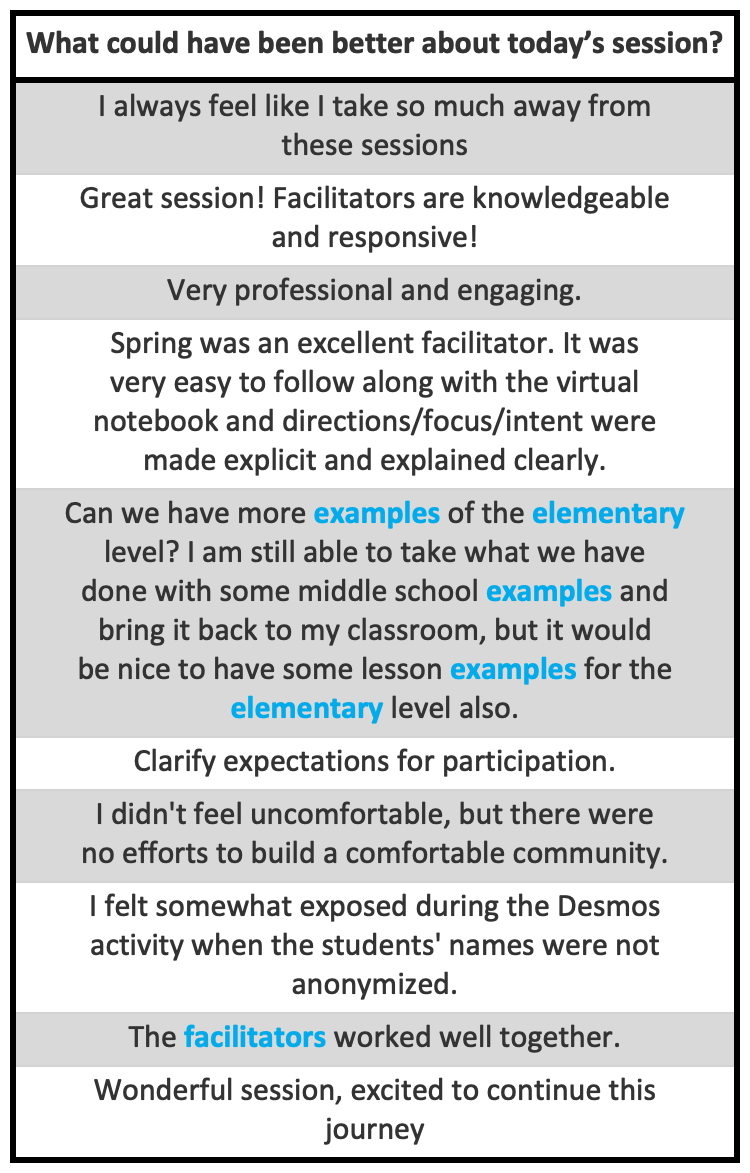 What could have been better about today’s session?
I always feel like I take so much away from
these sessions
Great session! Facilitators are knowledgeable
and responsive!
Very professional and engaging.
Spring was an excellent facilitator. It was
very easy to follow along with the virtual
notebook and directions/focus/intent were
made explicit and explained clearly.
Can we have more examples of the elementary
level? I am still able to take what we have
done with some middle school examples and
bring it back to my classroom, but it would
be nice to have some lesson examples for the
elementary level also.
Clarify expectations for participation.
I didn't feel uncomfortable, but there were
no efforts to build a comfortable community.
I felt somewhat exposed during the Desmos
activity when the students' names were not
anonymized.
The facilitators worked well together.
Wonderful session, excited to continue this
journey